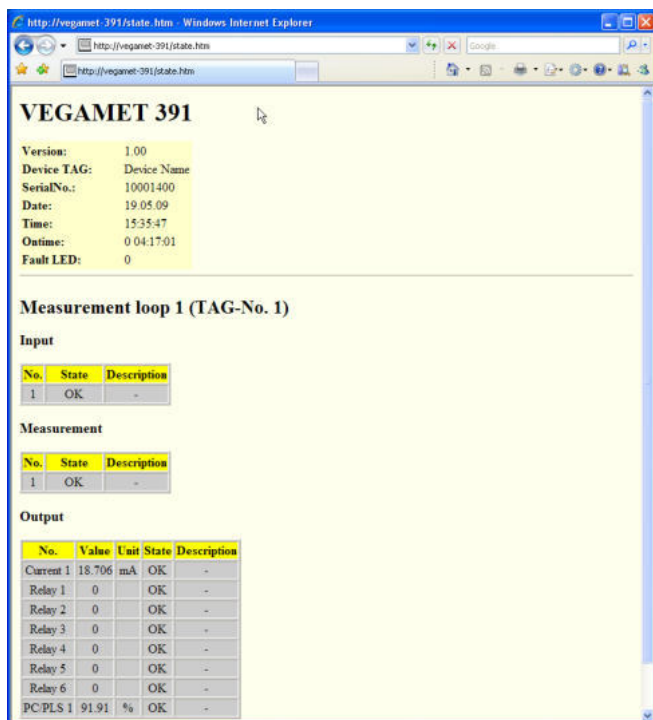 http://vegamet-391/state.htm - Windows Internet Explorer
http://vegamet-391/state.htm
Google
http://vegamet-391/state.htm
VEGAMET 391
Version: 1.00
Device TAG: Device Name
SerialNo.: 10001400
Date: 19.05.09
Time: 15:35:47
Ontime: 0 04:17:01
Fault LED: 0
Measurement loop 1 (TAG-No. 1)
Input
No. State Description
1 OK -
Measurement
No. State Description
1 OK -
Output
No. Value Unit State Description
Current 1 18.706 mA OK -
Relay 1 0 OK -
Relay 2 0 OK -
Relay 3 0 OK -
Relay 4 0 OK -
Relay 5 0 OK -
Relay 6 0 OK -
PC/PLS 1 91.91 % OK -